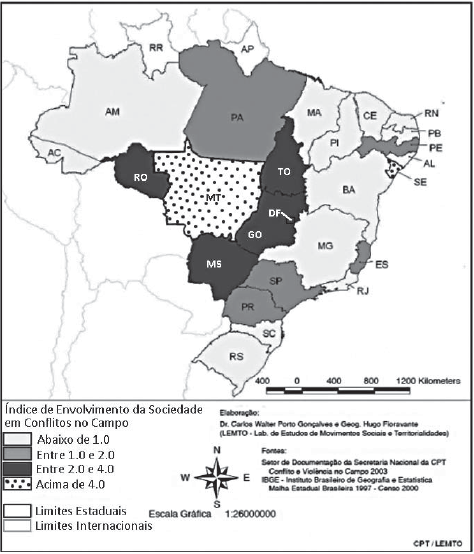 RR
AP
AM
PA
MA
CE
RN
PB
PE
PI
AL
SE
AC
RO
TO
MT
BA
DF
GO
MG
MS
ES
SP
RJ
PR
SC
RS
400 0 400 800 1200 Kilometers
Índice de Envolvimento da Sociedade
em Conflitos no Campo
Abaixo de 1.0
Entre 1.0 e 2.0
Entre 2.0 e 4.0
Acima de 4.0
Limites Estaduais
Limites Internacionais
Elaboração:
Dr. Carlos Walter Porto Gonçalves e Geog. Hugo Fioravante
(LEMTO - Lab. de Estudos de Movimentos Sociais e Territorialidades)
Fontes:
Setor de Documentação da Secretaria Nacional da CPT
Conflito e Violência no Campo 2003
IBGE - Instituto Brasileiro de Geografia e Estatística
Malha Estadual Brasileira 1997 - Censo 2000
N
W E
S
Escala Gráfica 1:26000000
CPT / LEMTO